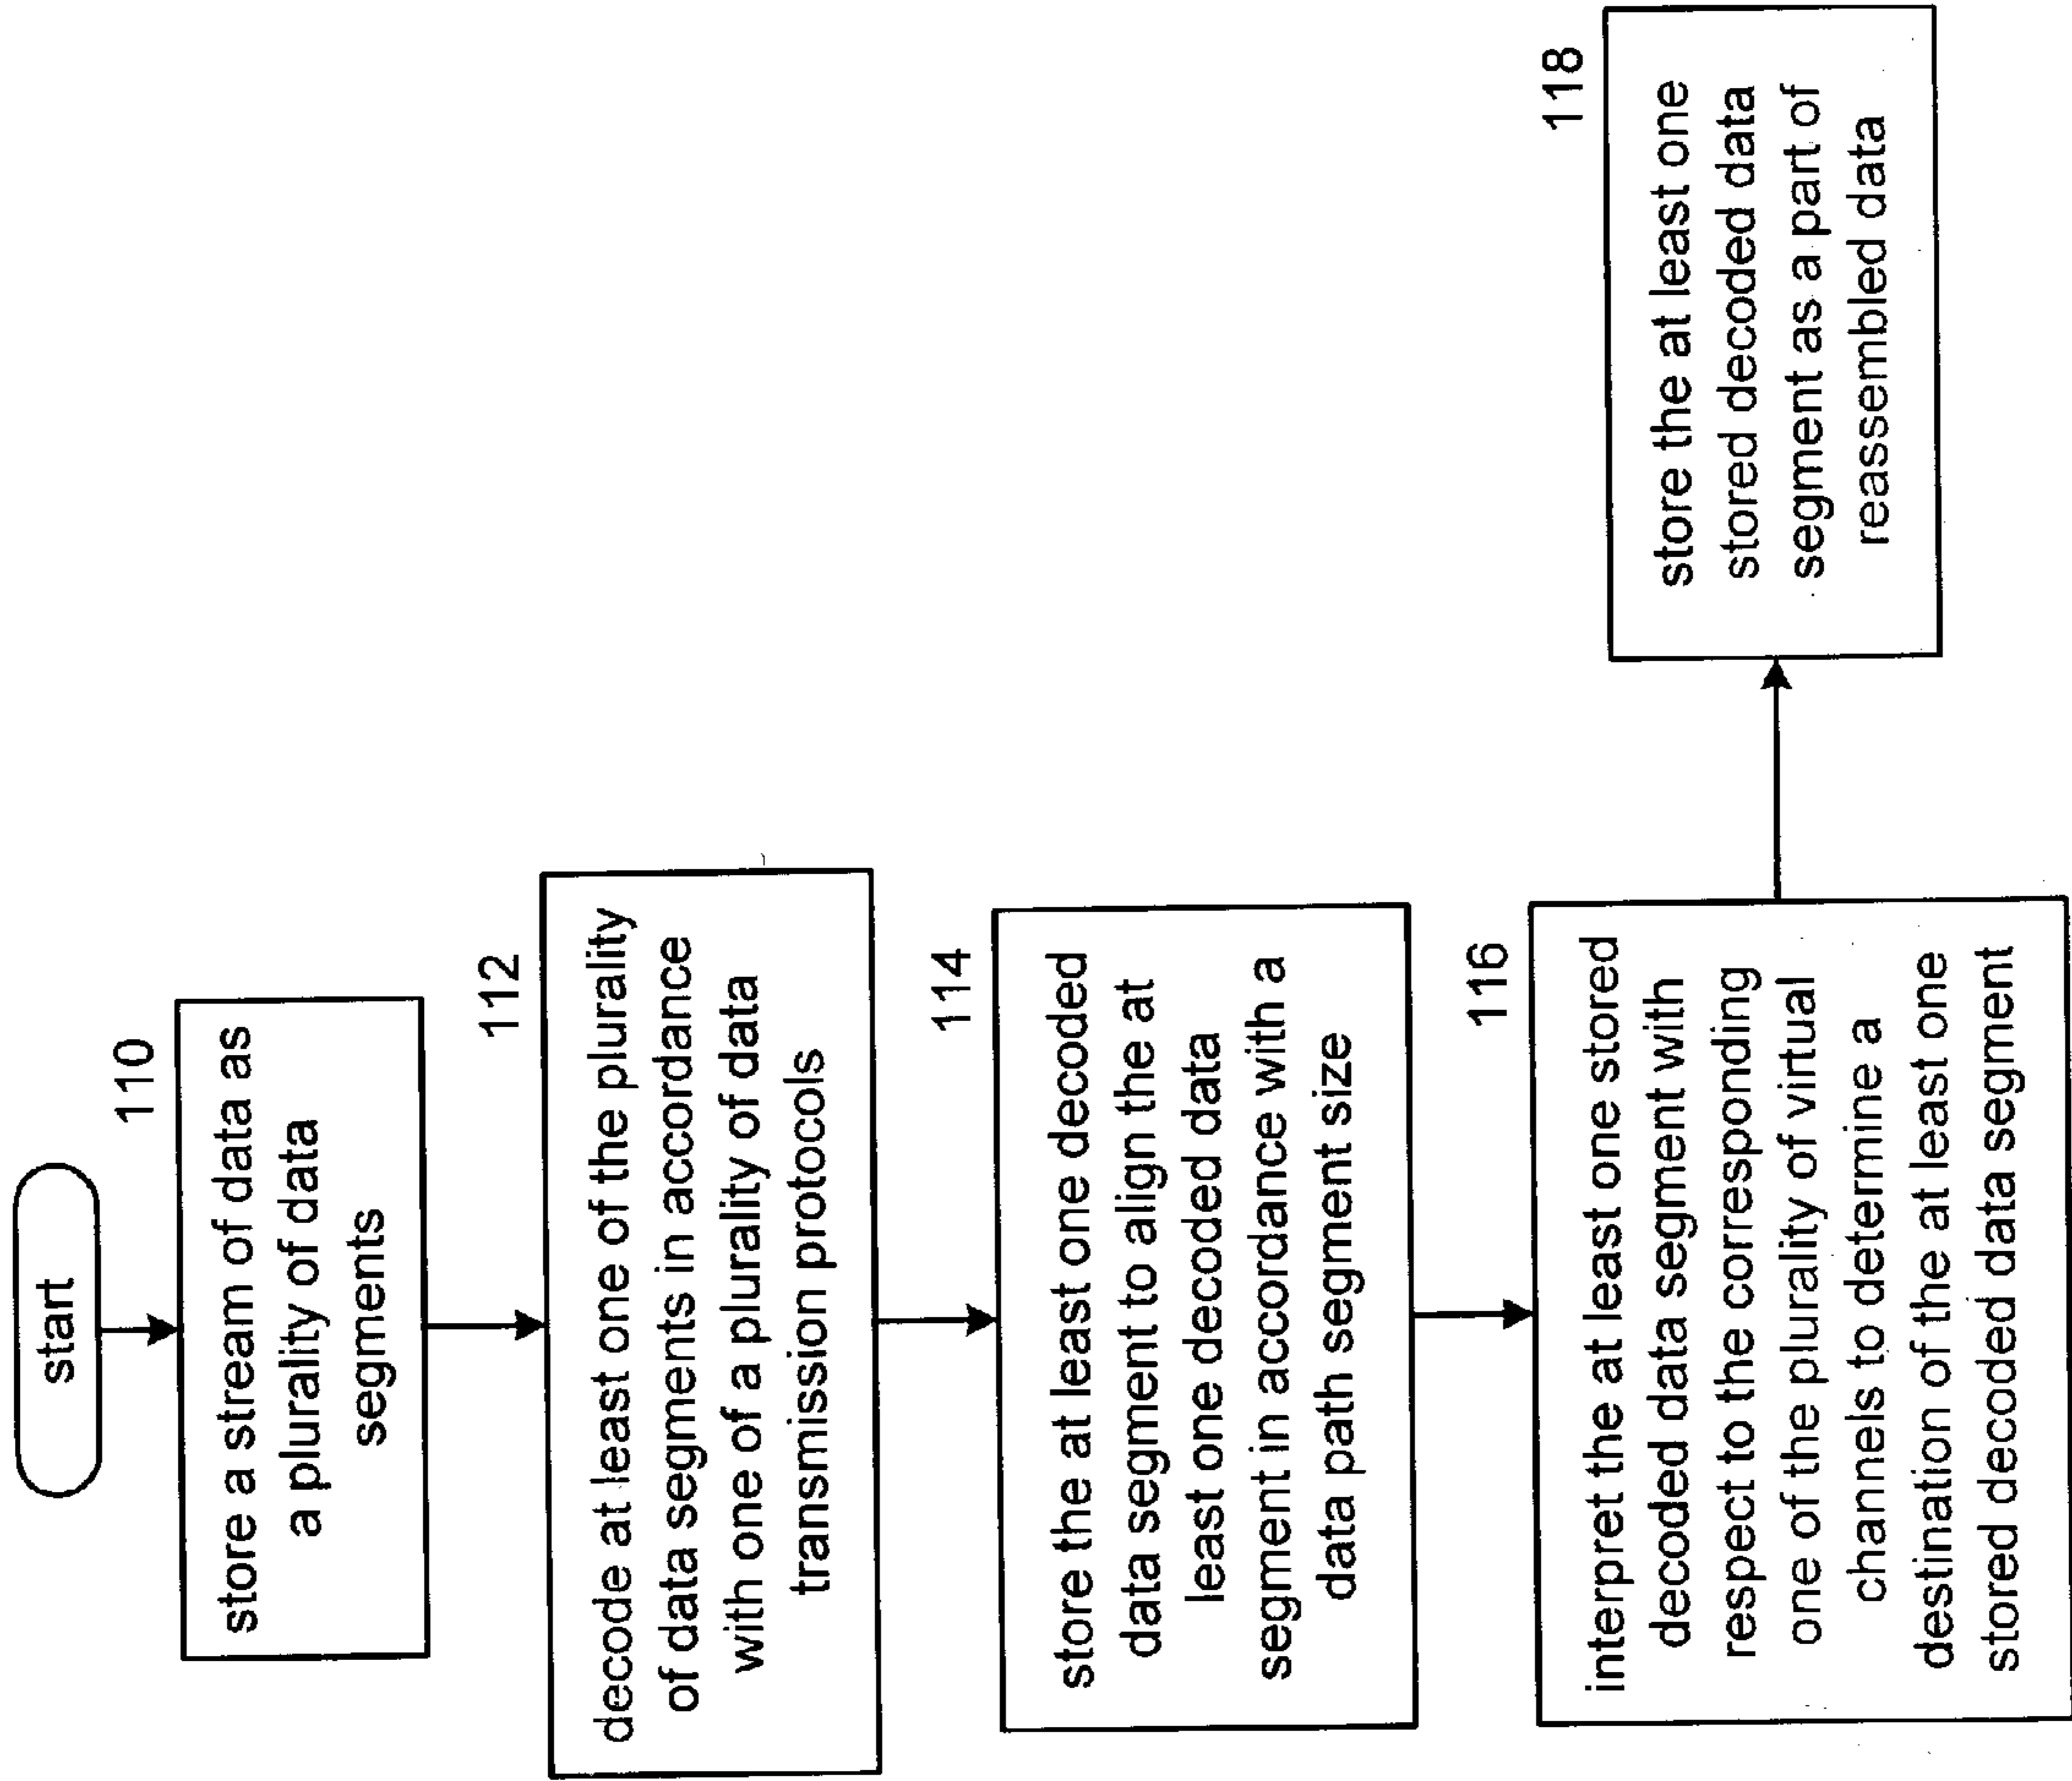 start
110
store a stream of data as
a plurality of data
segments
112
decode at least one of the plurality
of data segments in accordance
with one of a plurality of data
transmission protocols
114
store the at least one decoded
data segment to align the at
least one decoded data
segment in accordance with a
data path segment size
116
interpret the at least one stored
decoded data segment with
respect to the corresponding
one of the plurality of virtual
channels to determine a
destination of the at least one
stored decoded data segment
118
store the at least one
stored decoded data
segment as a part of
reassembled data